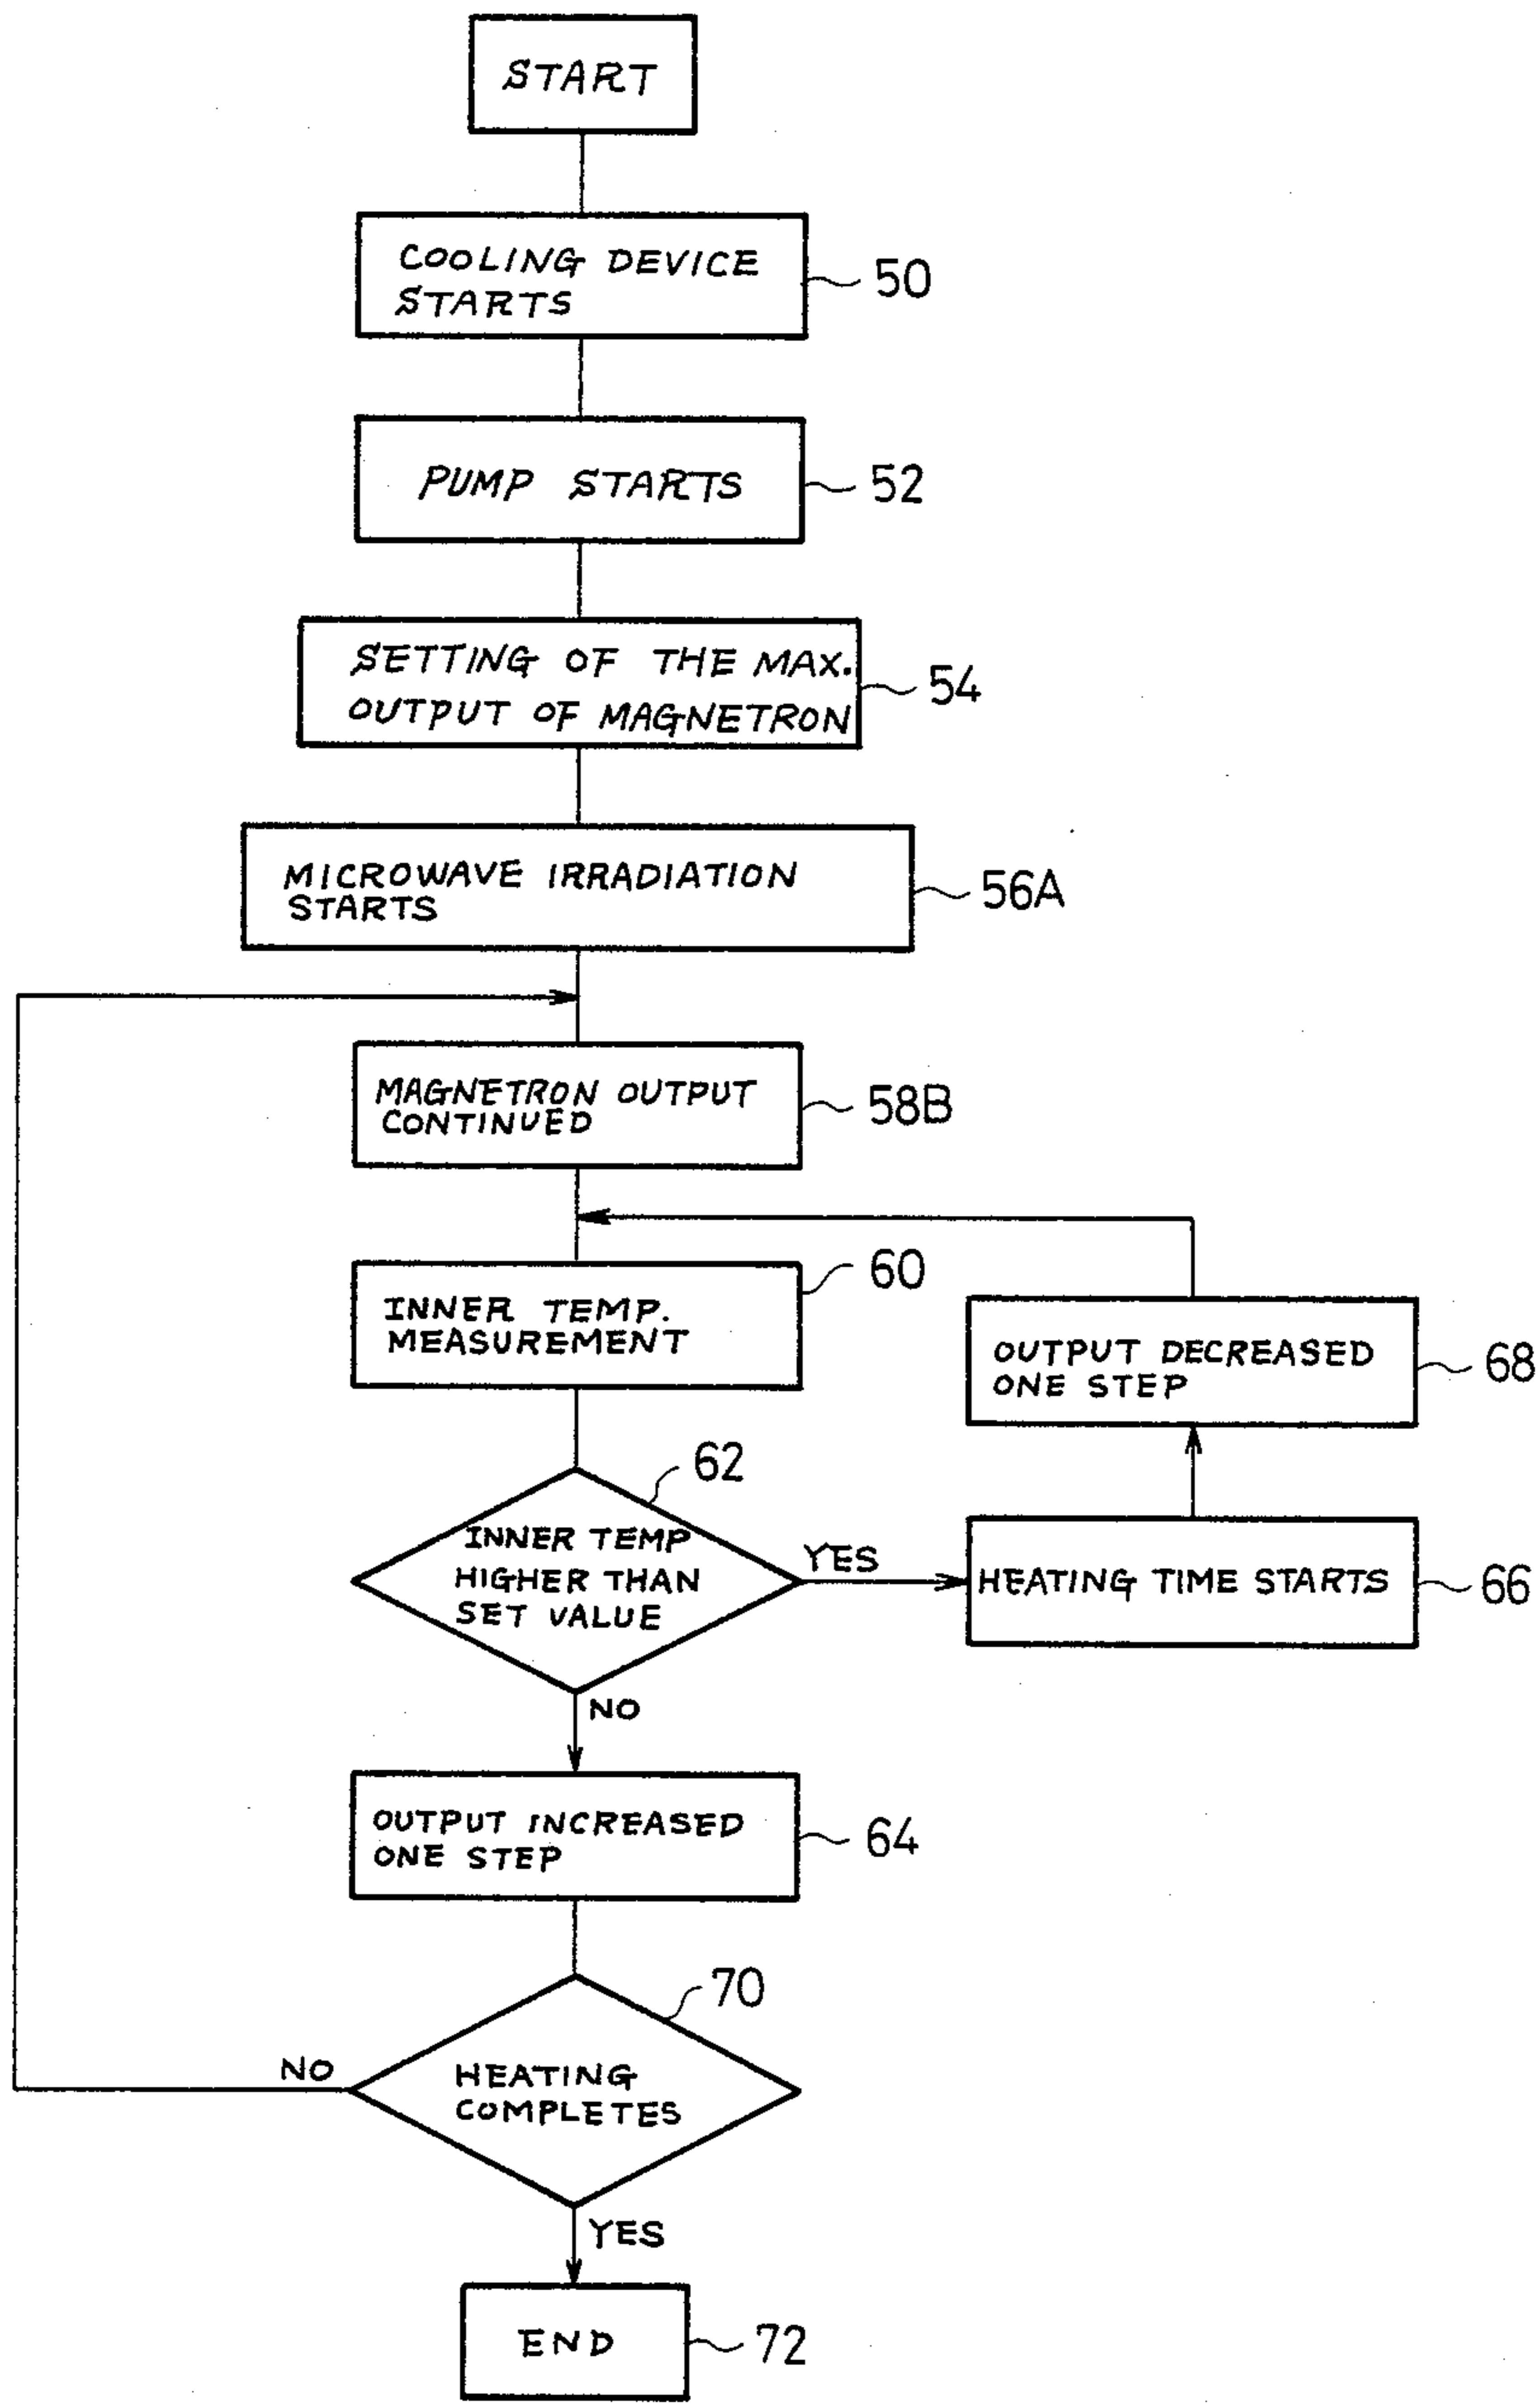 START
COOLING DEVICE
STARTS
50
PUMP STARTS
52
SETTING OF THE MAX.
OUTPUT OF MAGNETRON
54
MICROWAVE IRRADIATION
STARTS
56A
MAGNETRON OUTPUT
CONTINUED
58B
INNER TEMP.
MEASUREMENT
60
OUTPUT DECREASED
ONE STEP
68
62
INNER TEMP
HIGHER THAN
SET VALUE
YES
HEATING TIME STARTS
66
NO
OUTPUT INCREASED
ONE STEP
64
70
HEATING
COMPLETES
NO
YES
END
72